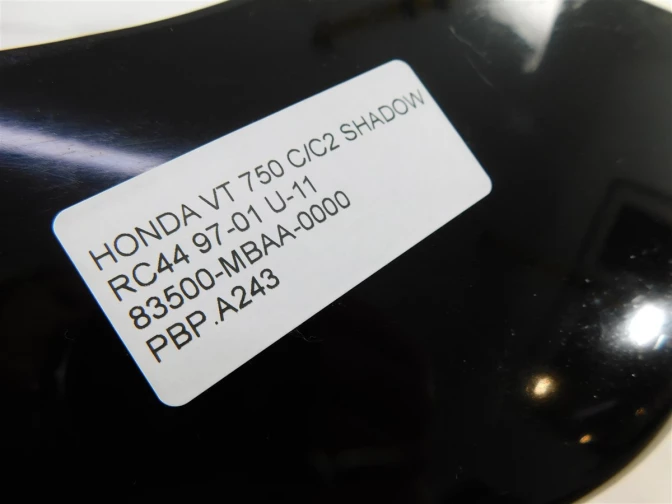 HONDA VT 750 C/C2 SHADOW
RC44 97-01 U-11
83500-MBAA-0000
PBP.A243